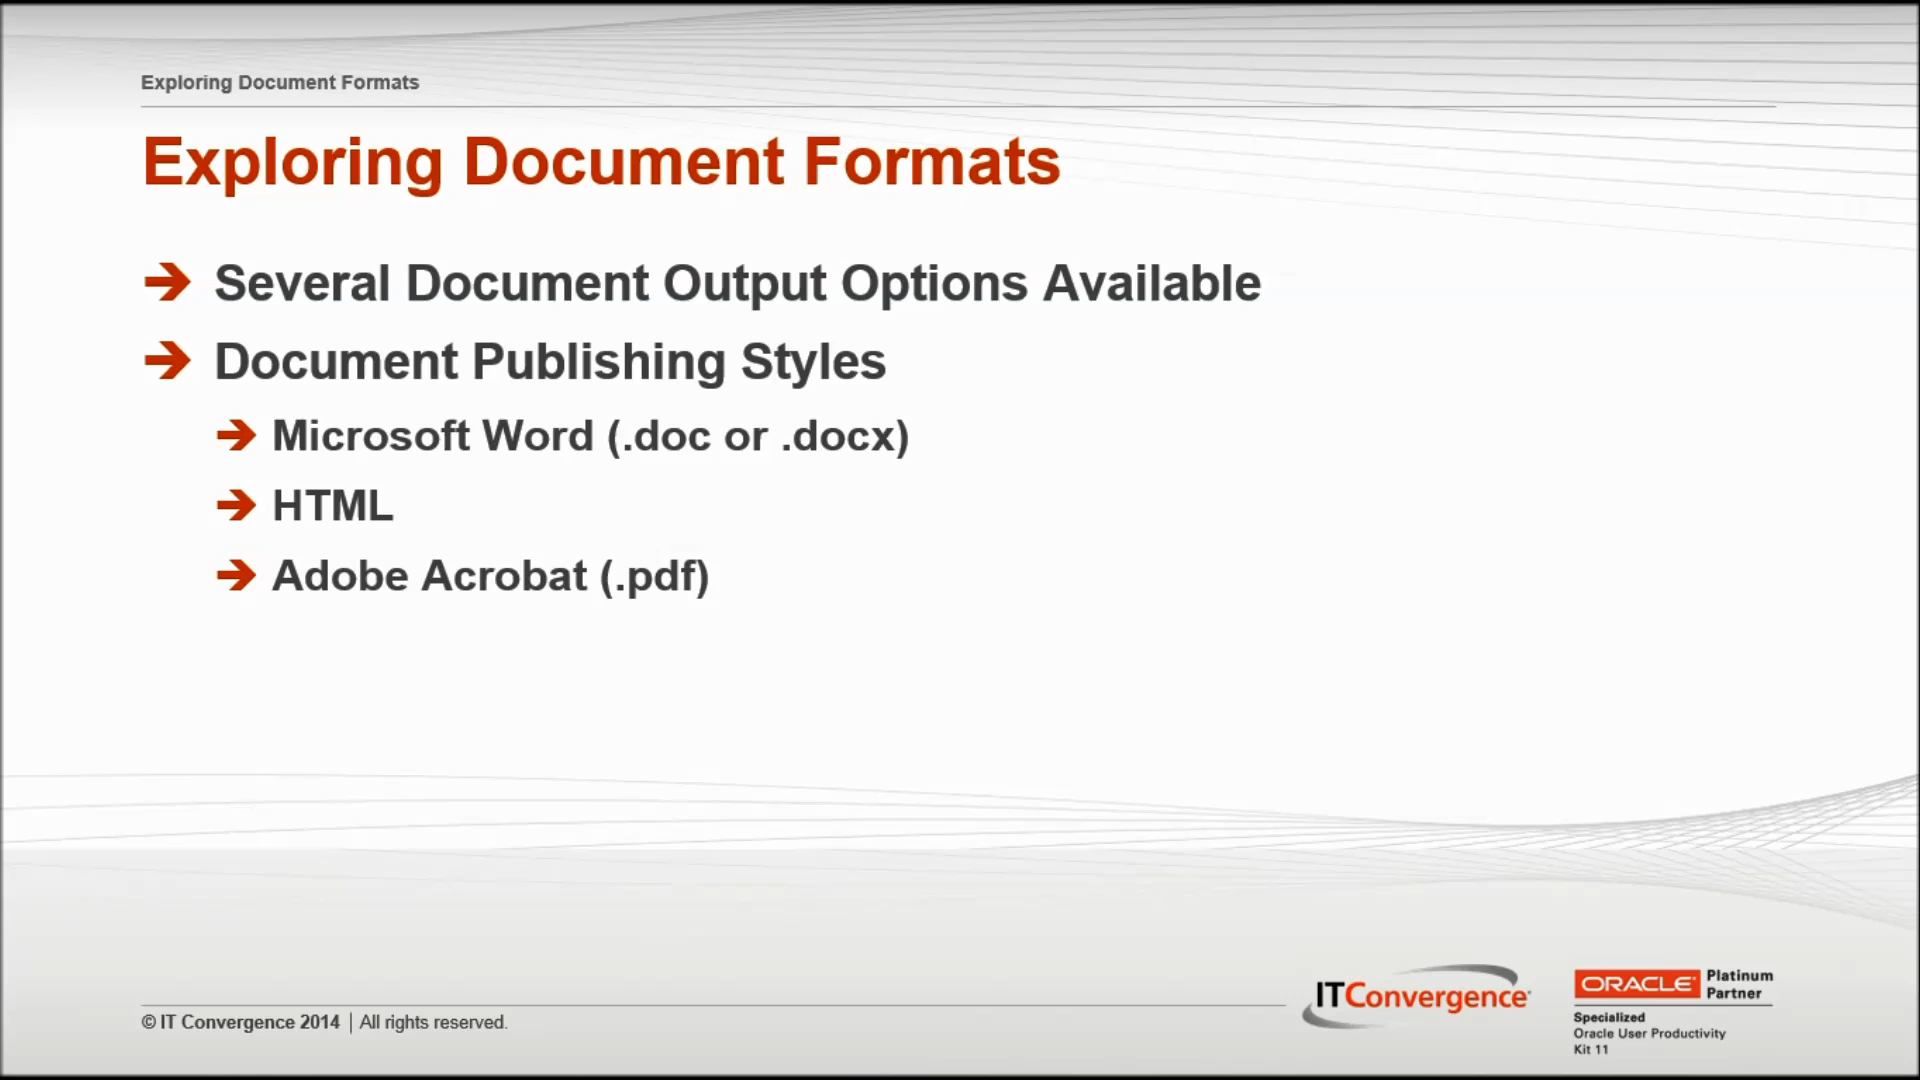 Exploring Document Formats
Exploring Document Formats
Several Document Output Options Available
Document Publishing Styles
Microsoft Word (.doc or .docx)
HTML
Adobe Acrobat (.pdf)
© IT Convergence 2014 | All rights reserved.
ITConvergence
ORACLE Platinum
Partner
Specialized
Oracle User Productivity
Kit 11